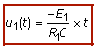 u₁(t) = −E₁/R₁C × t